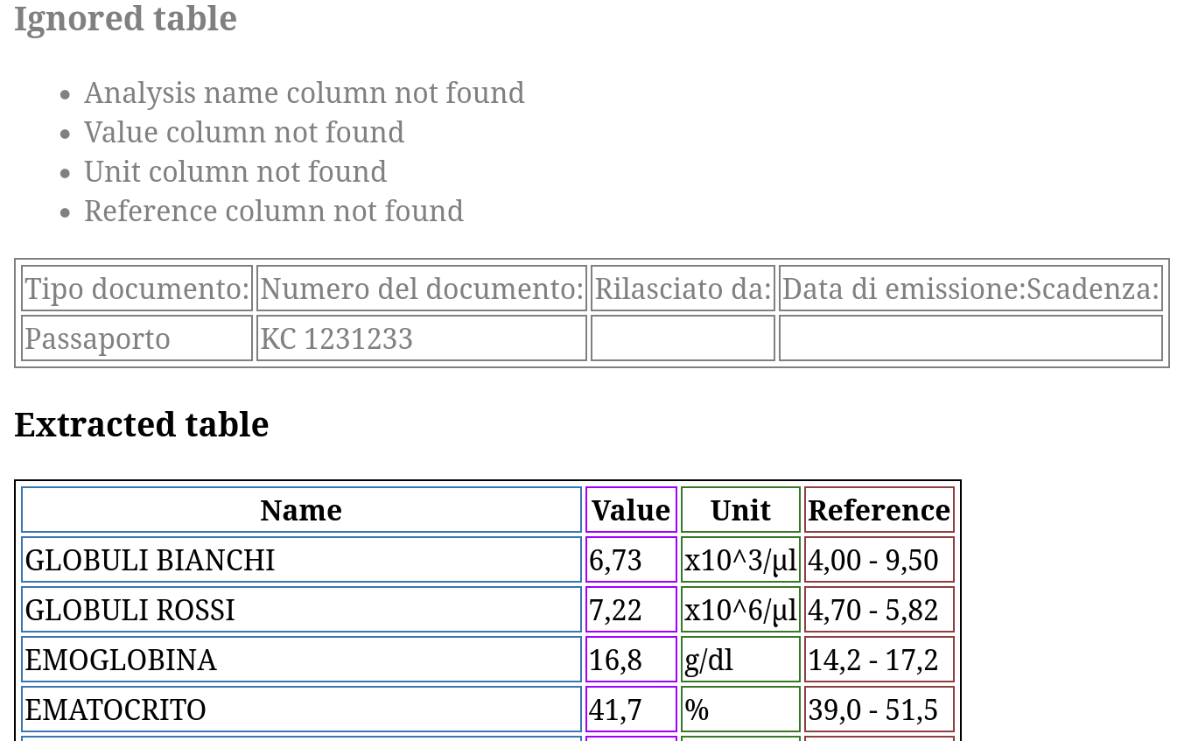 Ignored table
Analysis name column not found
Value column not found
Unit column not found
Reference column not found
Tipo documento: Numero del documento: Rilasciato da: Data di emissione:Scadenza:
Passaporto KC 1231233
Extracted table
Name Value Unit Reference
GLOBULI BIANCHI 6,73 x10^3/µl 4,00 - 9,50
GLOBULI ROSSI 7,22 x10^6/µl 4,70 - 5,82
EMOGLOBINA 16,8 g/dl 14,2 - 17,2
EMATOCRITO 41,7 % 39,0 - 51,5